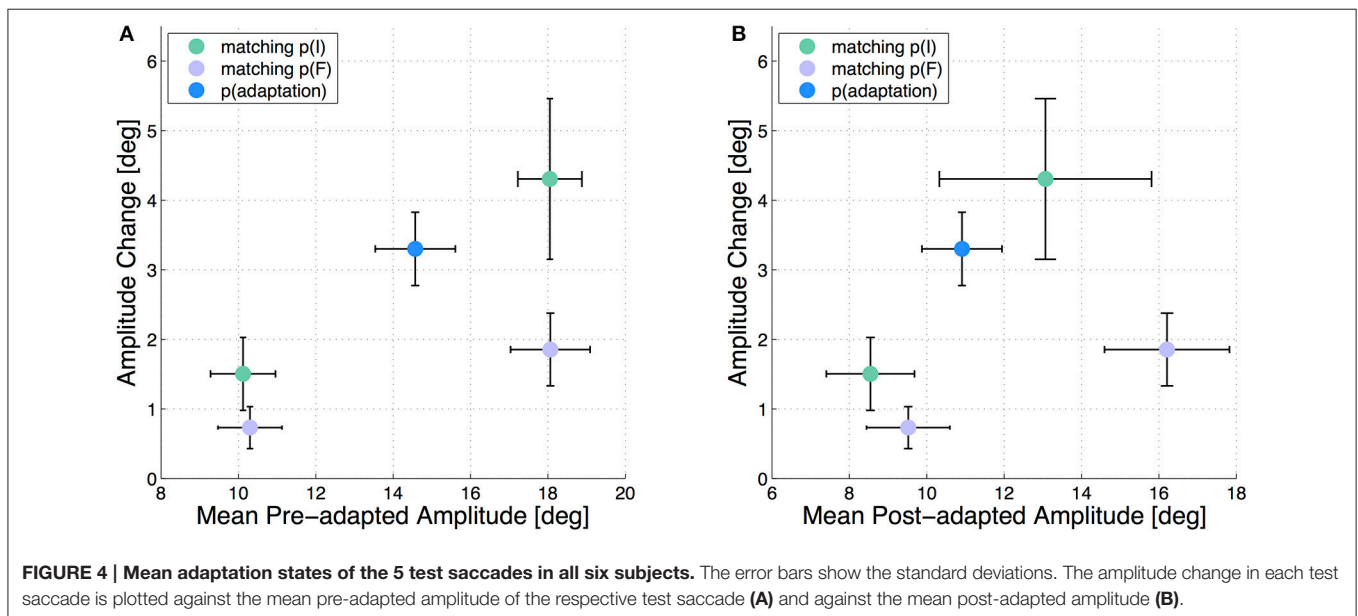 A
matching p(I)
matching p(F)
p(adaptation)
6
5
4
3
2
1
0
Amplitude Change [deg]
8 10 12 14 16 18 20
Mean Pre-adapted Amplitude [deg]
B
matching p(I)
matching p(F)
p(adaptation)
6
5
4
3
2
1
0
Amplitude Change [deg]
6 8 10 12 14 16 18
Mean Post-adapted Amplitude [deg]
FIGURE 4 | Mean adaptation states of the 5 test saccades in all six subjects. The error bars show the standard deviations. The amplitude change in each test
saccade is plotted against the mean pre-adapted amplitude of the respective test saccade (A) and against the mean post-adapted amplitude (B).